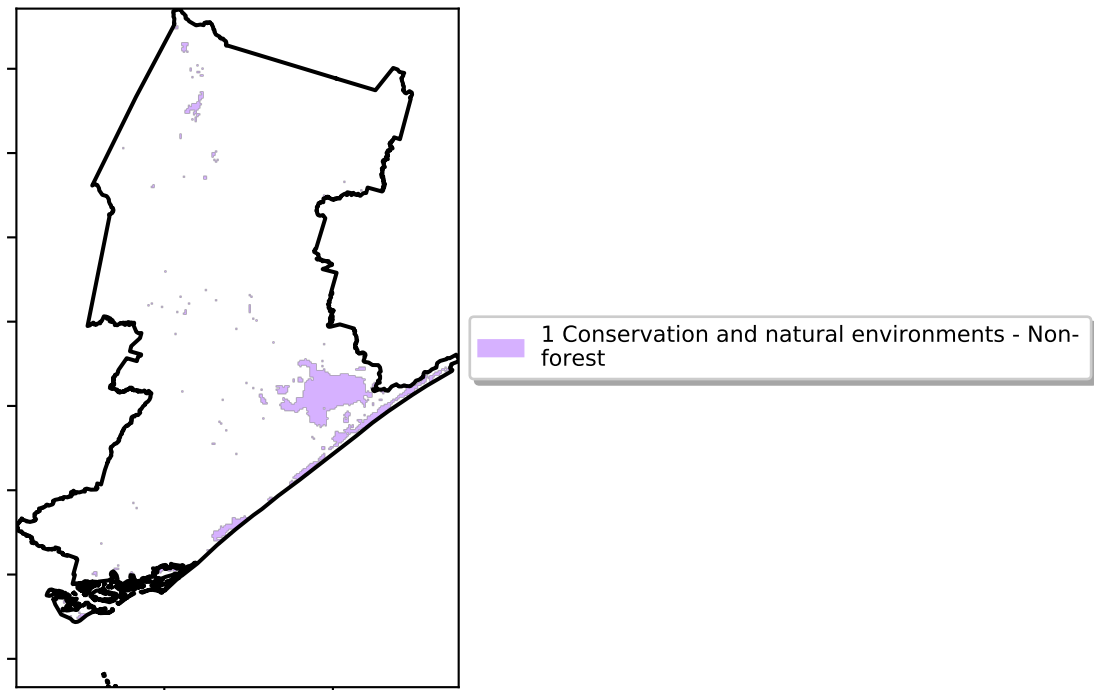 1 Conservation and natural environments - Non-
forest